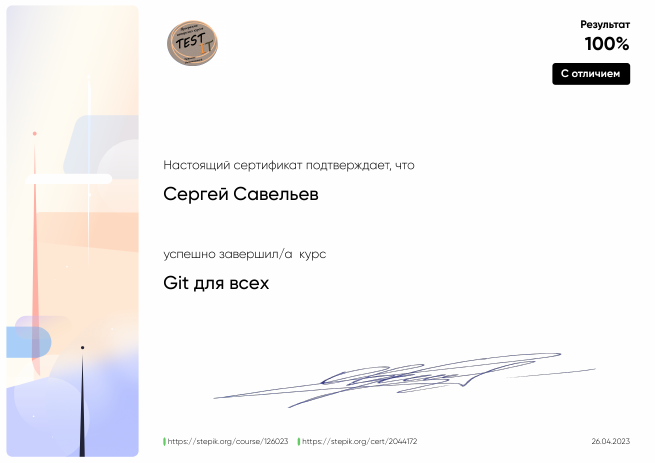 TEST
IT
Результат
100%
С отличием
Настоящий сертификат подтверждает, что
Сергей Савельев
успешно завершил/а курс
Git для всех
https://stepik.org/course/126023 https://stepik.org/cert/2044172
26.04.2023